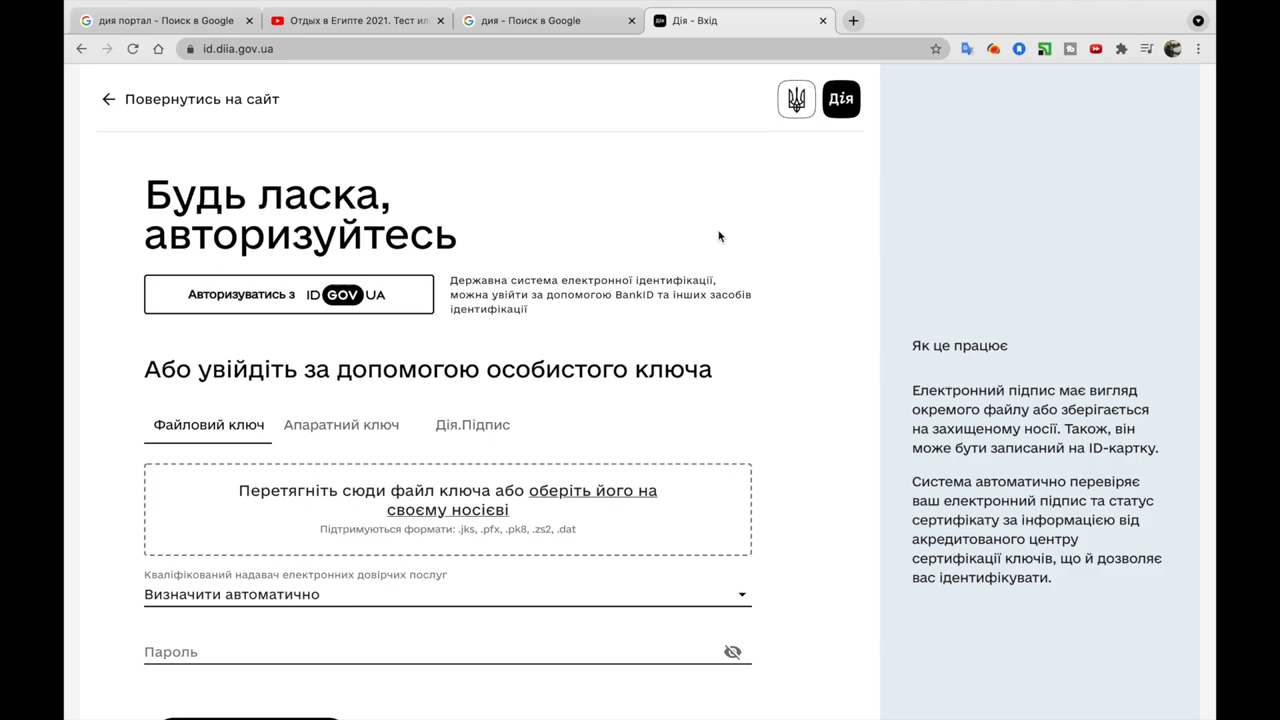 дия портал - Поиск в Google
Отдых в Египте 2021. Тест ил
дия - Поиск в Google
Дія - Вхід
id.diia.gov.ua
Повернутись на сайт
Дія
Будь ласка,
авторизуйтесь
Авторизуватись з ID GOV UA
Державна система електронної ідентифікації,
можна увійти за допомогою BankID та інших засобів
ідентифікації
Або увійдіть за допомогою особистого ключа
Файловий ключ Апаратний ключ Дія.Підпис
Перетягніть сюди файл ключа або оберіть його на
своєму носієві
Підтримуються формати: .jks, .pfx, .pk8, .zs2, .dat
Кваліфікований надавач електронних довірчих послуг
Визначити автоматично
Пароль
Як це працює
Електронний підпис має вигляд
окремого файлу або зберігається
на захищеному носії. Також, він
може бути записаний на ID-картку.
Система автоматично перевіряє
ваш електронний підпис та статус
сертифікату за інформацією від
акредитованого центру
сертифікації ключів, що й дозволяє
вас ідентифікувати.